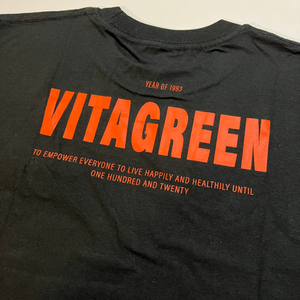 YEAR OF 1993
VITAGREEN
TO EMPOWER EVERYONE TO LIVE HAPPILY AND HEALTHILY UNTIL
ONE HUNDRED AND TWENTY